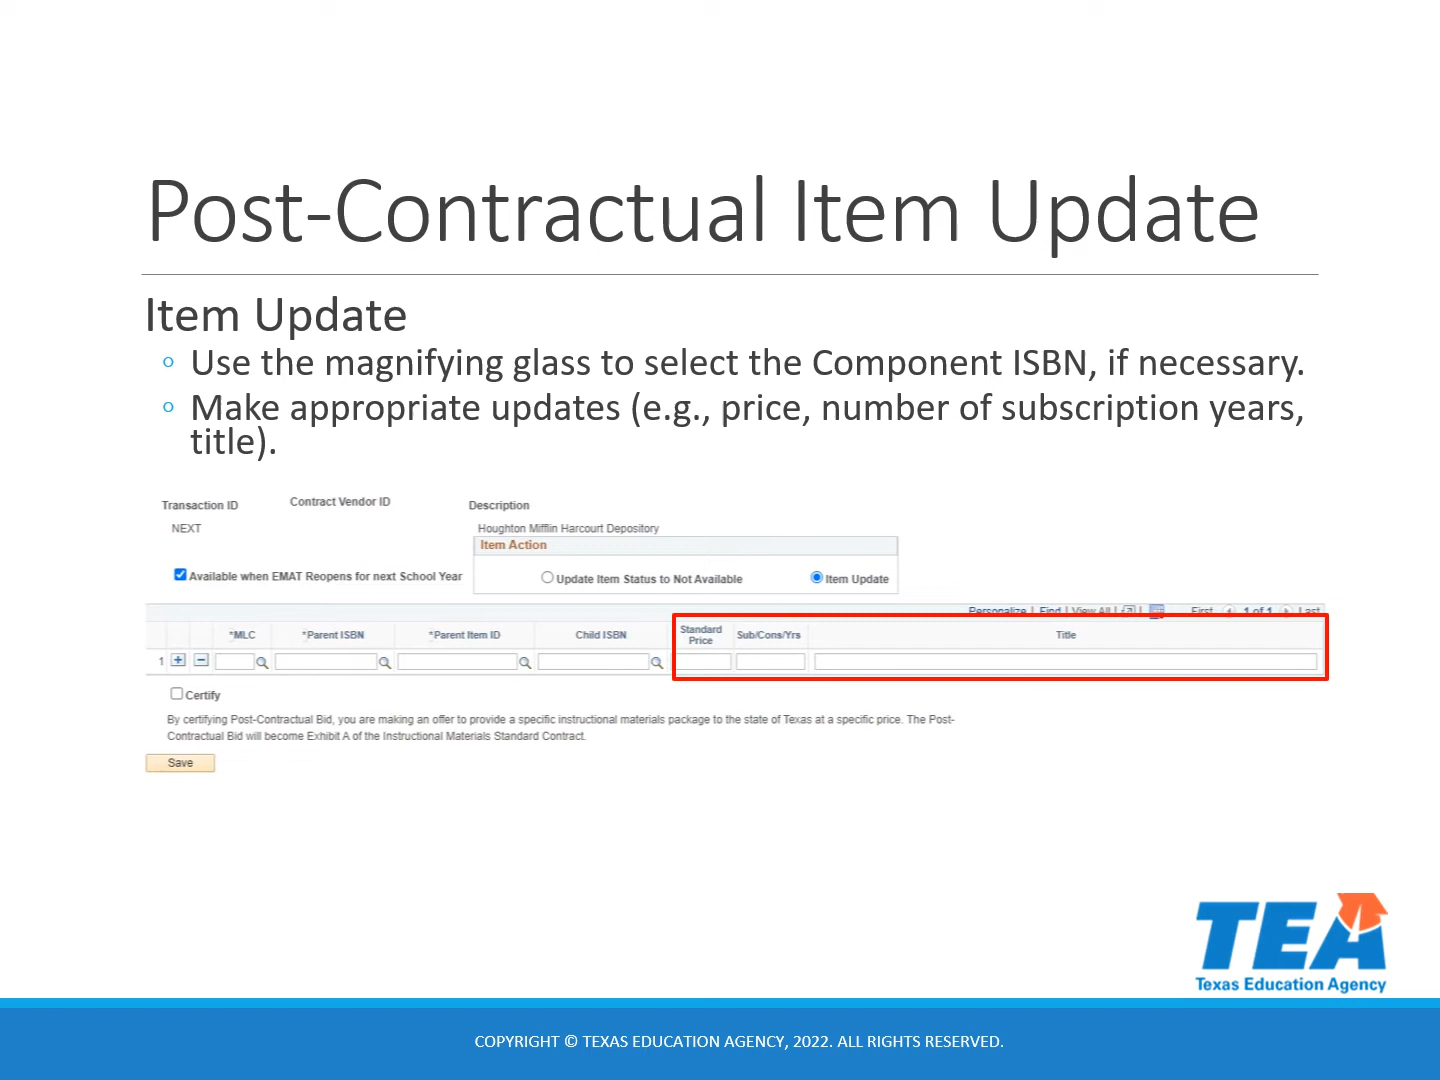 Post-Contractual Item Update
Item Update
Use the magnifying glass to select the Component ISBN, if necessary.
Make appropriate updates (e.g., price, number of subscription years,
title).
Transaction ID Contract Vendor ID Description
NEXT Houghton Mifflin Harcourt Depository
Item Action
Available when EMAT Reopens for next School Year Update Item Status to Not Available Item Update
Personalize | Find | View All | First 1 of 1 Last
*MLC *Parent ISBN *Parent Item ID Child ISBN Standard Price Sub/Cons/Yrs Title
1
Certify
By certifying Post-Contractual Bid, you are making an offer to provide a specific instructional materials package to the state of Texas at a specific price. The Post-
Contractual Bid will become Exhibit A of the Instructional Materials Standard Contract.
Save
TEA
Texas Education Agency
COPYRIGHT © TEXAS EDUCATION AGENCY, 2022. ALL RIGHTS RESERVED.